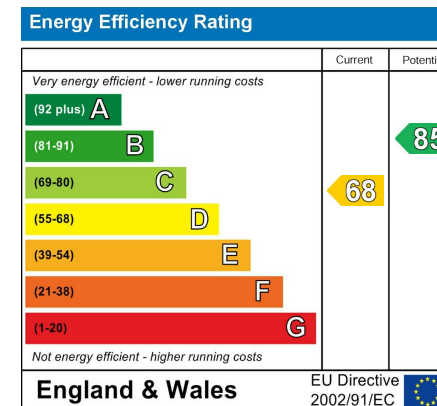 Energy Efficiency Rating
Current Potenti
Very energy efficient - lower running costs
(92 plus) A
(81-91) B
85
(69-80) C
68
(55-68) D
(39-54) E
(21-38) F
(1-20) G
Not energy efficient - higher running costs
England & Wales
EU Directive
2002/91/EC